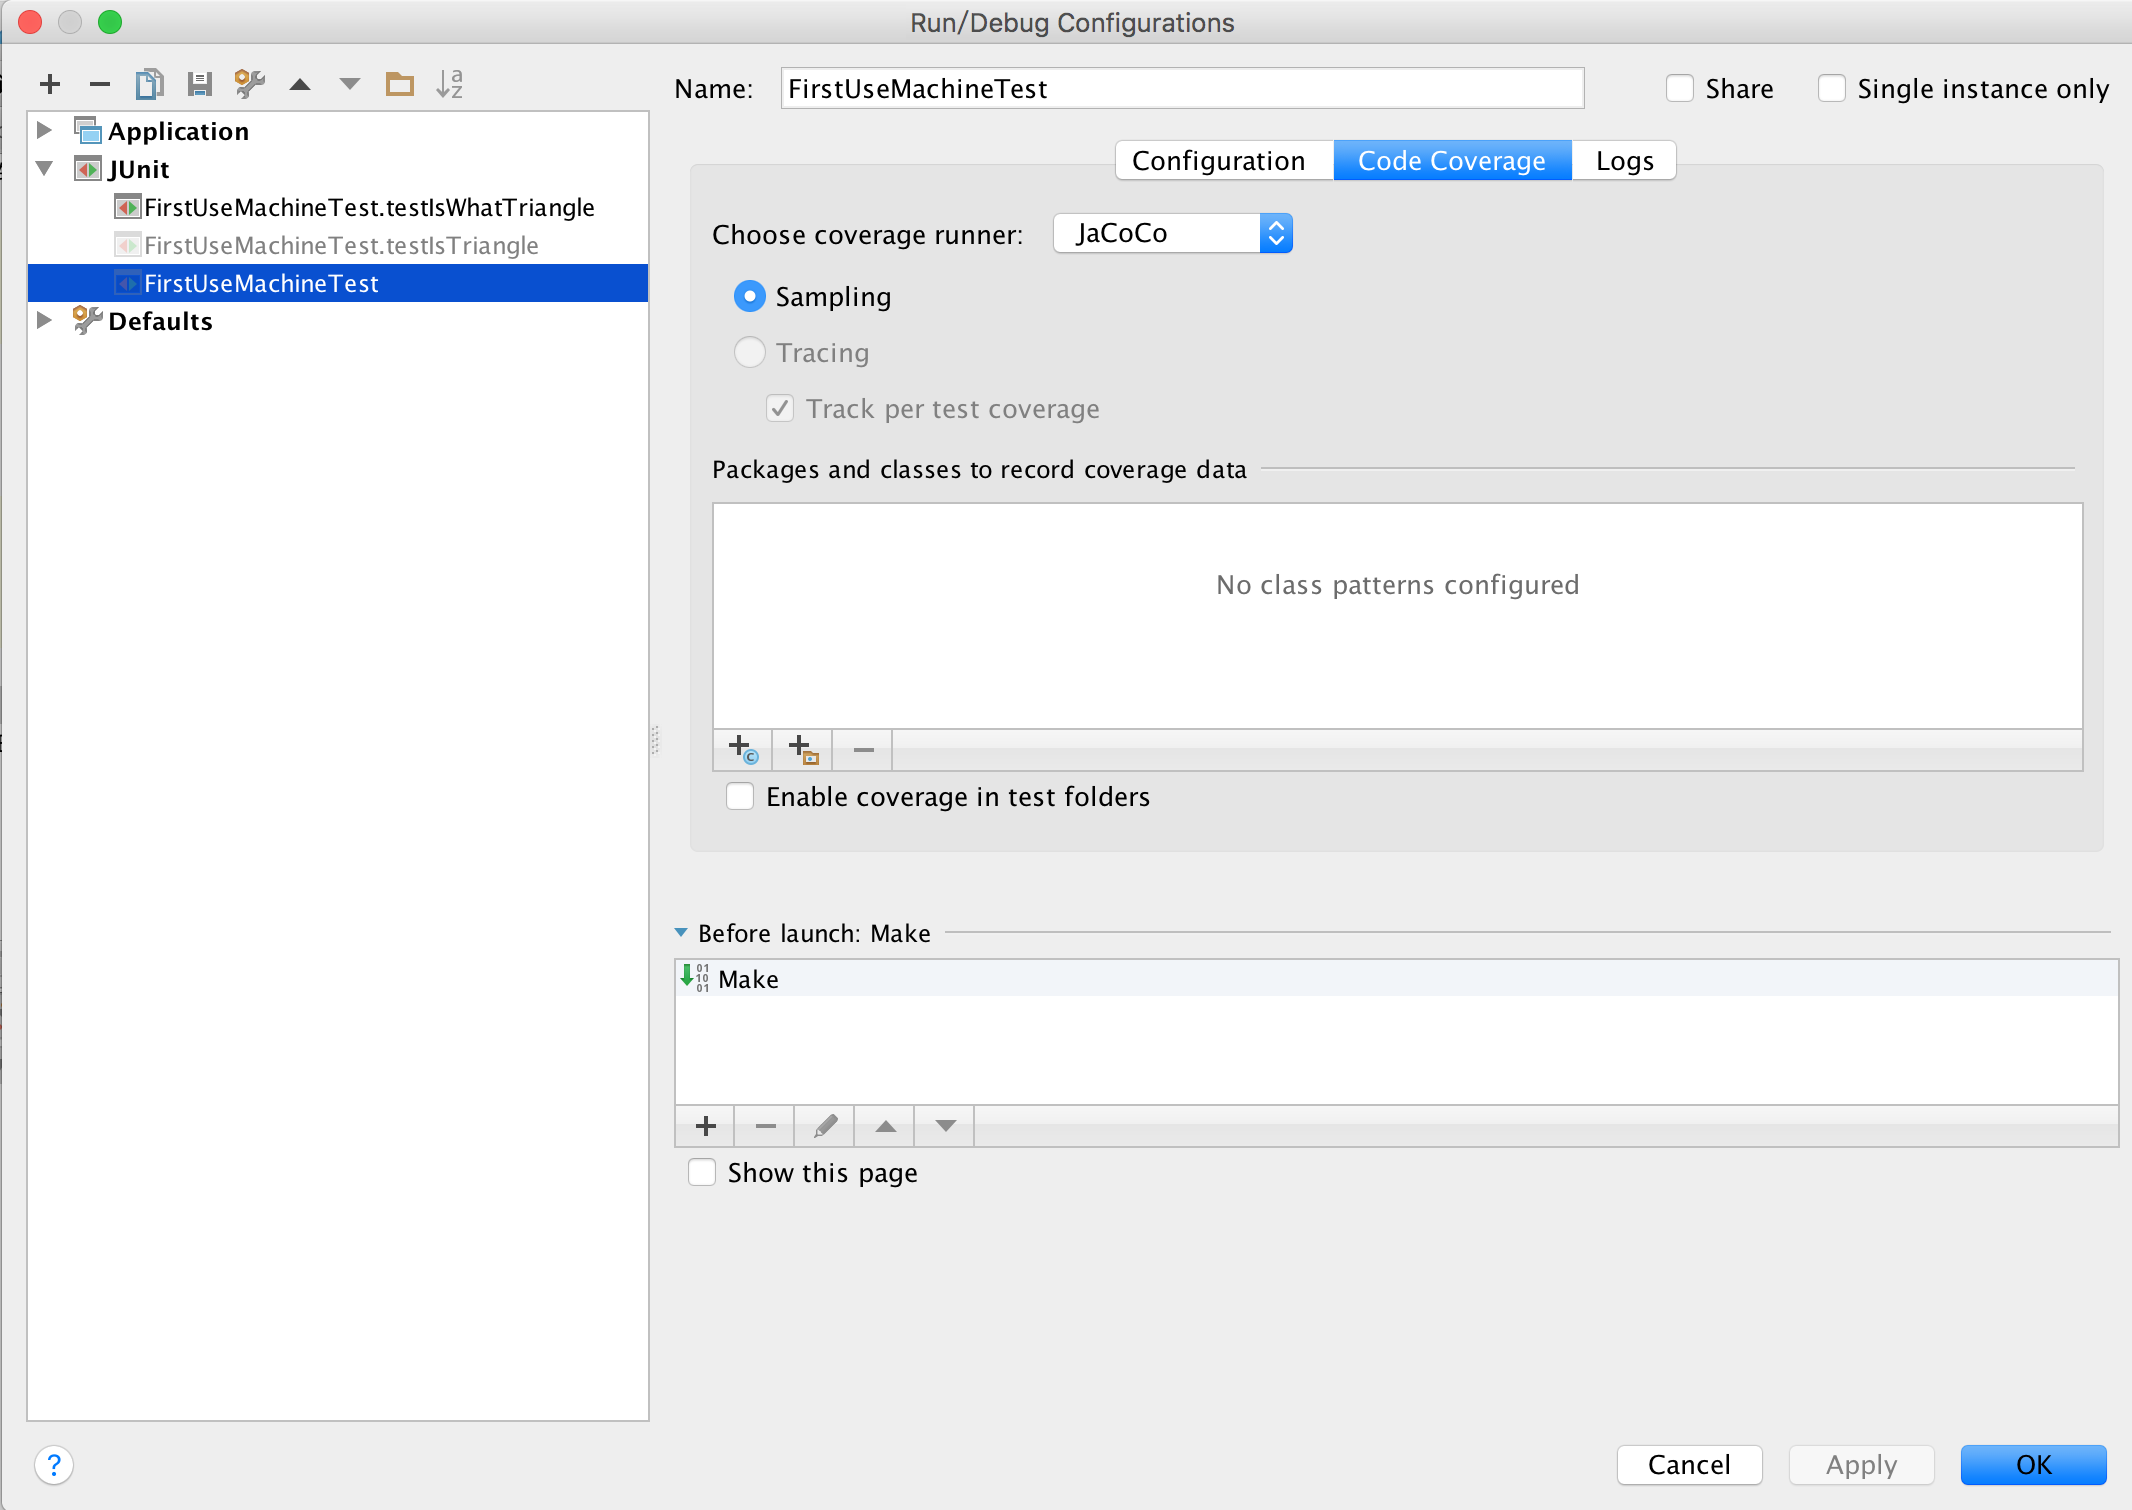 Run/Debug Configurations
Name: FirstUseMachineTest Share Single instance only
Application
JUnit
FirstUseMachineTest.testIsWhatTriangle
FirstUseMachineTest.testIsTriangle
FirstUseMachineTest
Defaults
Configuration Code Coverage Logs
Choose coverage runner: JaCoCo
Sampling
Tracing
Track per test coverage
Packages and classes to record coverage data
No class patterns configured
Enable coverage in test folders
Before launch: Make
Make
Show this page
? Cancel Apply OK